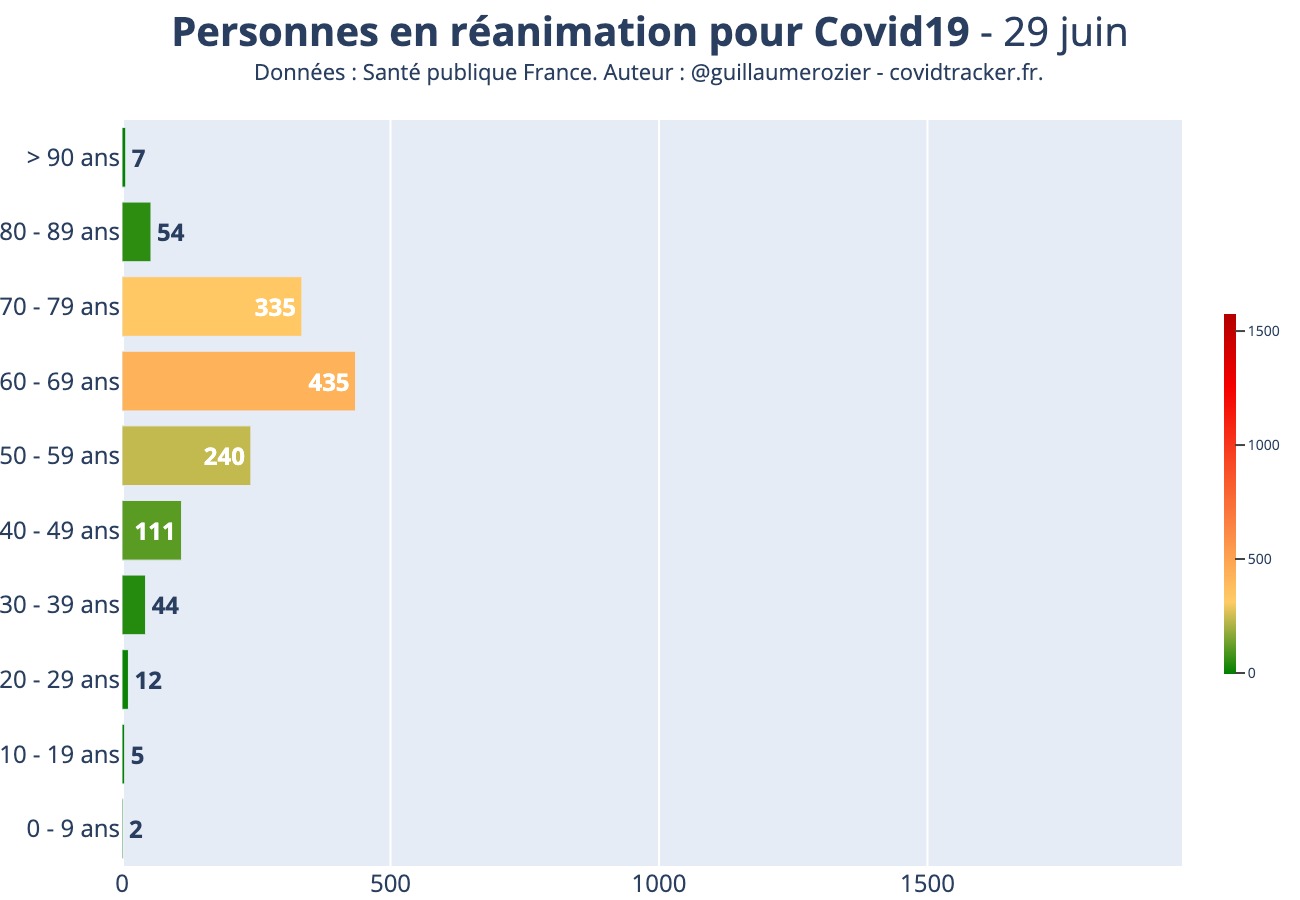 Personnes en réanimation pour Covid19 - 29 juin
Données : Santé publique France. Auteur : @guillaumerozier - covidtracker.fr.
> 90 ans 7
80 - 89 ans 54
70 - 79 ans 335
60 - 69 ans 435
50 - 59 ans 240
40 - 49 ans 111
30 - 39 ans 44
20 - 29 ans 12
10 - 19 ans 5
0 - 9 ans 2
0 500 1000 1500
1500
1000
500
0